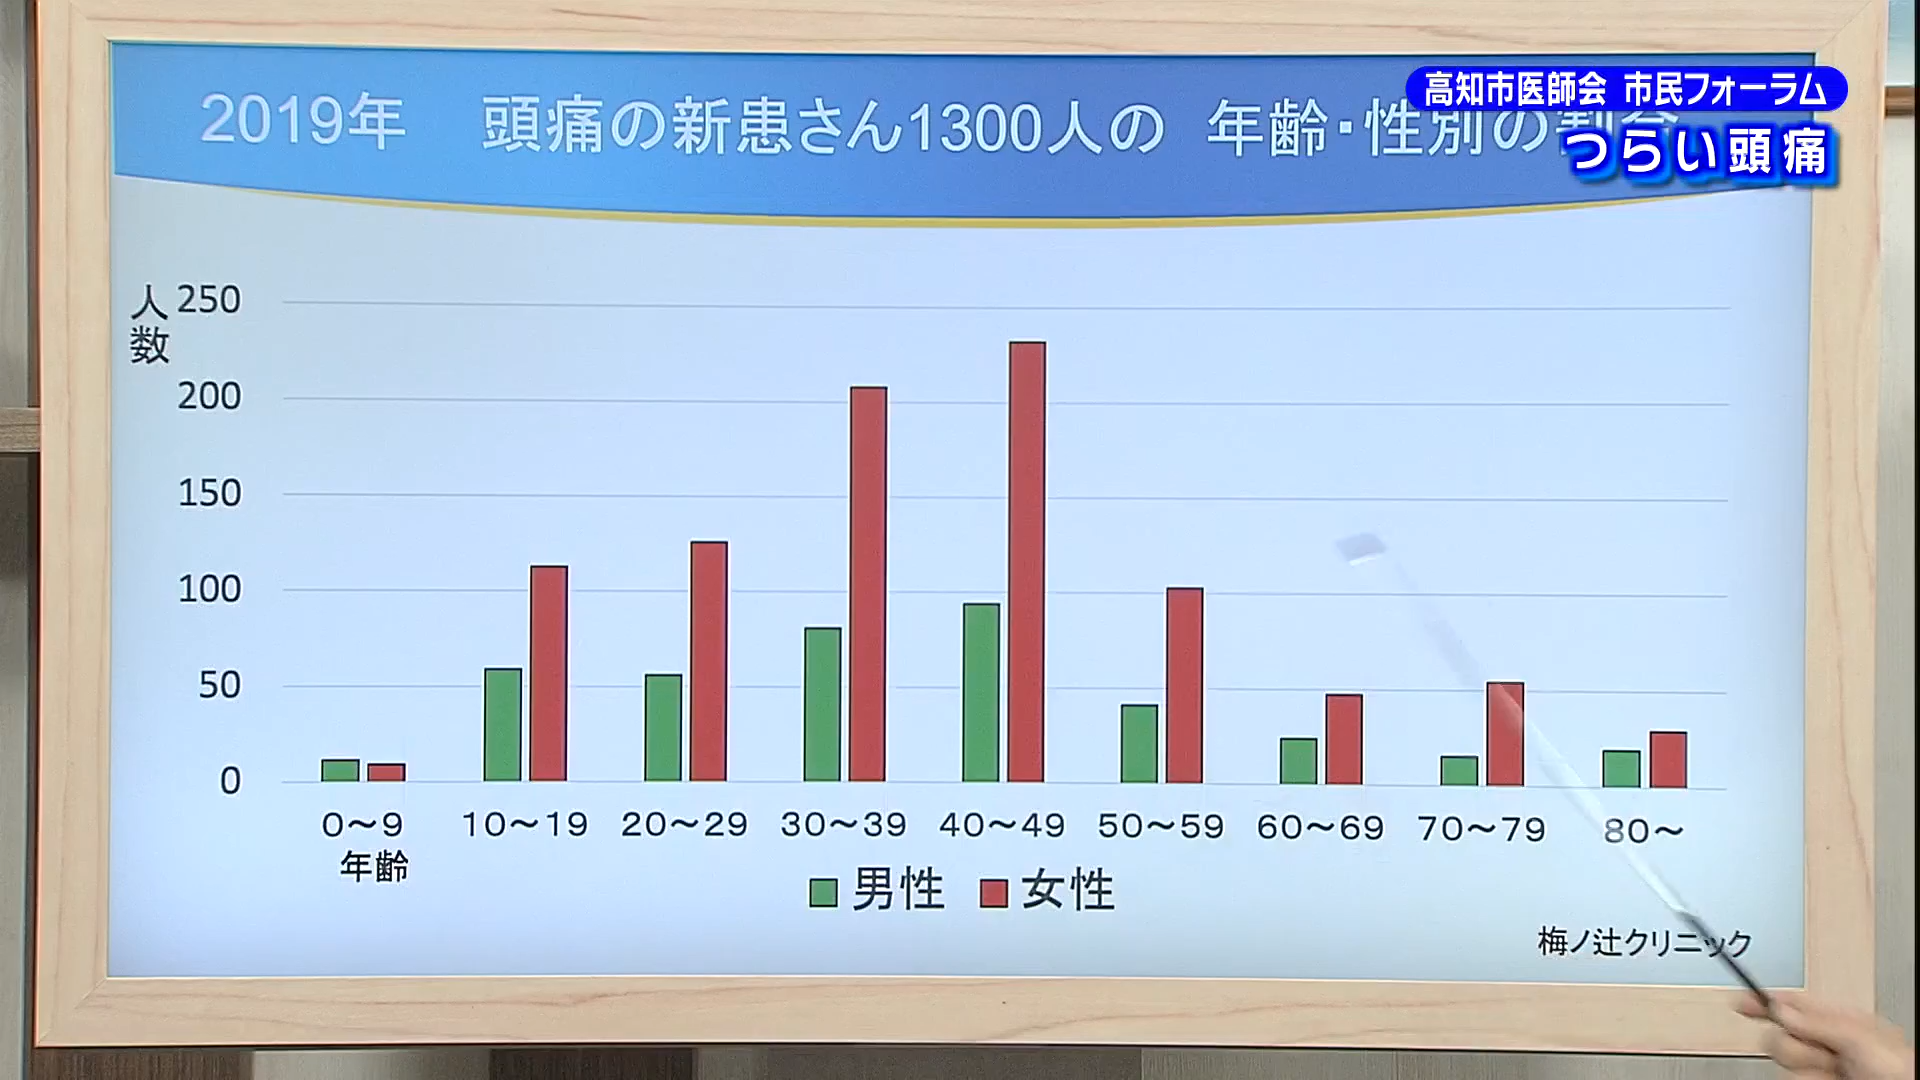 高知市医師会 市民フォーラム
つらい頭痛
2019年 頭痛の新患さん1300人の 年齢・性別の
人数
250
200
150
100
50
0
0～9 10～19 20～29 30～39 40～49 50～59 60～69 70～79 80～
年齢
男性 女性
梅ノ辻クリニック